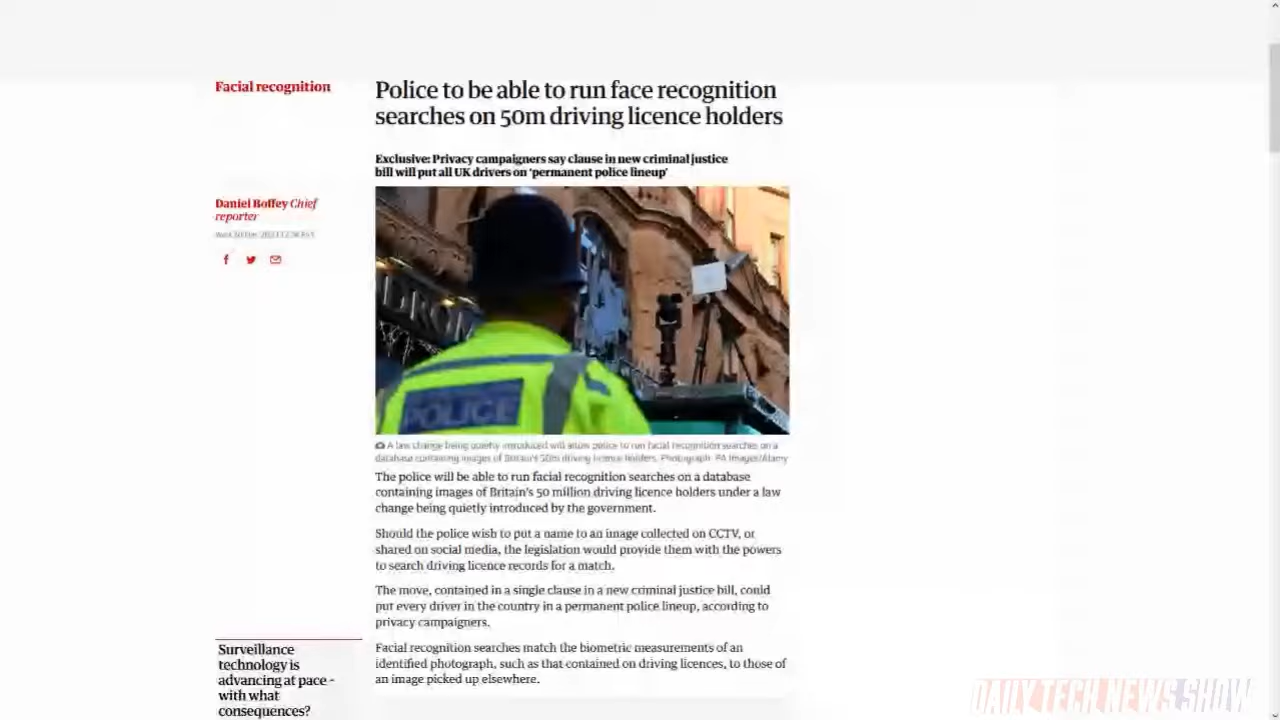 Facial recognition
Police to be able to run face recognition
searches on 50m driving licence holders
Exclusive: Privacy campaigners say clause in new criminal justice
bill will put all UK drivers on ‘permanent police lineup’
Daniel Boffey Chief
reporter
POLICE
A law change being quietly introduced will allow police to run facial recognition searches on a
database containing images of Britain's 50m driving licence holders. Photograph: PA Images/Alamy
The police will be able to run facial recognition searches on a database
containing images of Britain's 50 million driving licence holders under a law
change being quietly introduced by the government.
Should the police wish to put a name to an image collected on CCTV, or
shared on social media, the legislation would provide them with the powers
to search driving licence records for a match.
The move, contained in a single clause in a new criminal justice bill, could
put every driver in the country in a permanent police lineup, according to
privacy campaigners.
Facial recognition searches match the biometric measurements of an
identified photograph, such as that contained on driving licences, to those of
an image picked up elsewhere.
Surveillance
technology is
advancing at pace –
with what
consequences?
DAILY TECH NEWS SHOW